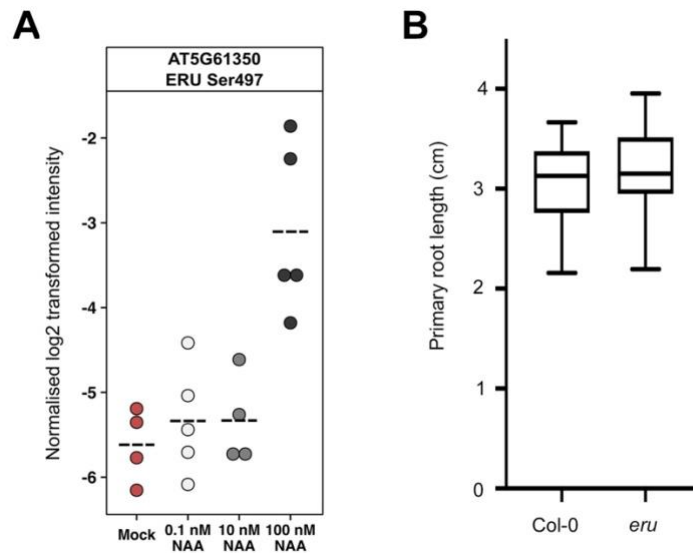 A
AT5G61350
ERU Ser497
Normalised log2 transformed intensity
-2
-3
-4
-5
-6
Mock
0.1 nM
NAA
10 nM
NAA
100 nM
NAA
B
Primary root length (cm)
4
3
2
1
0
Col-0
eru